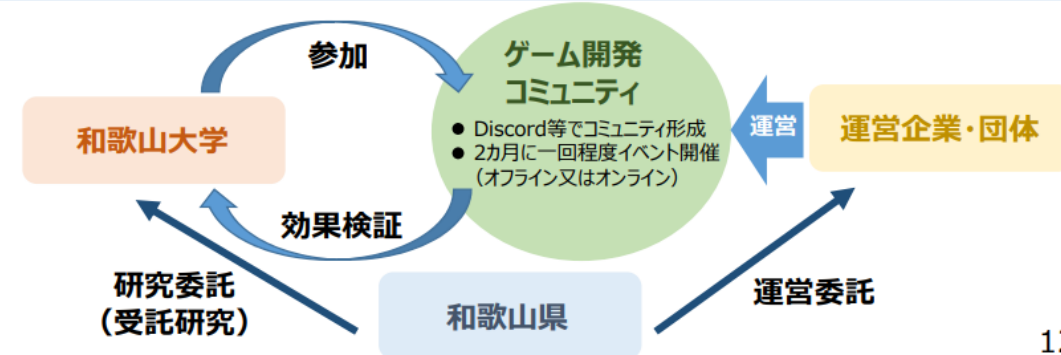 参加
ゲーム開発
コミュニティ
● Discord等でコミュニティ形成
● 2カ月に一回程度イベント開催
（オフライン又はオンライン）
和歌山大学
運営
運営企業・団体
効果検証
研究委託
（受託研究）
和歌山県
運営委託